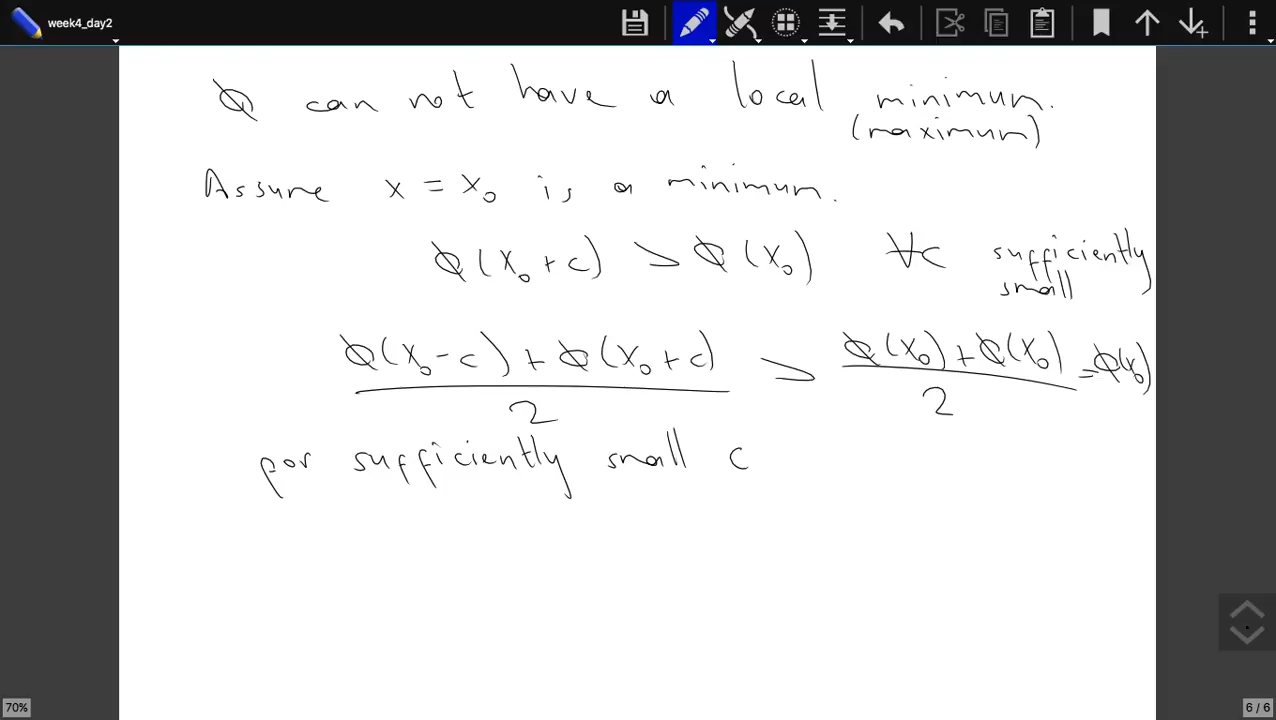 week4_day2
φ can not have a local minimum.
(maximum)
Assume x = x₀ is a minimum.
φ(x₀ + c) > φ(x₀) ∀c sufficiently
small
(φ(x₀ - c) + φ(x₀ + c))/2 > (φ(x₀) + φ(x₀))/2 = φ(x₀)
for sufficiently small c
70%
6 / 6